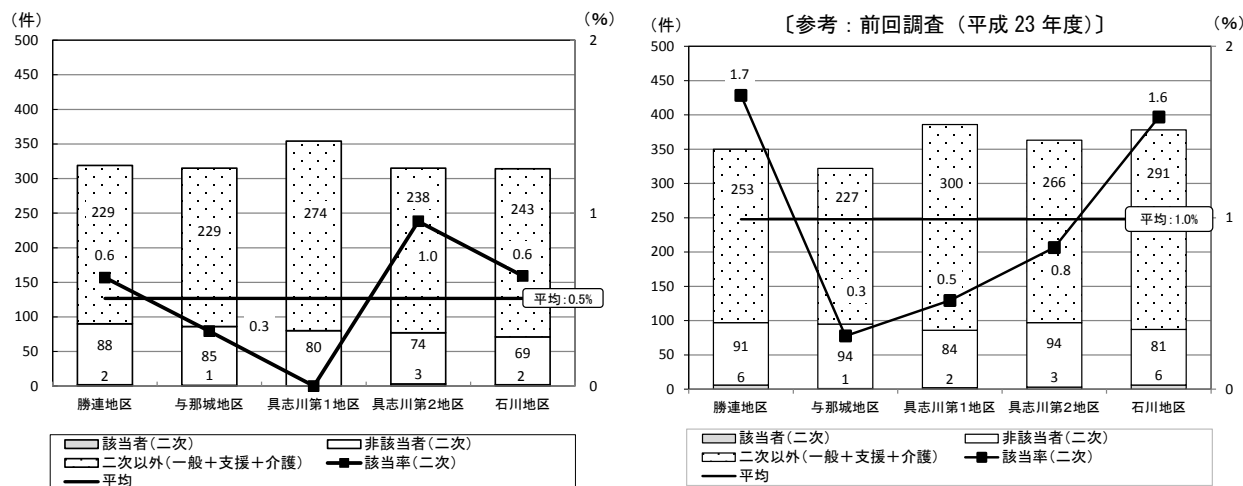 （件）
（%）
500
450
400
350
300
250
200
150
100
50
0
2
1
0
229
229
274
238
243
0.6
0.3
1.0
0.6
平均：0.5%
88
85
80
74
69
2
1
3
2
勝連地区
与那城地区
具志川第１地区
具志川第２地区
石川地区
該当者（二次）
非該当者（二次）
二次以外（一般＋支援＋介護）
該当率（二次）
平均
〔参考：前回調査（平成 23 年度）〕
（件）
（%）
500
450
400
350
300
250
200
150
100
50
0
2
1
0
1.7
1.6
253
227
300
266
291
平均：1.0%
0.3
0.5
0.8
91
94
84
94
81
6
1
2
3
6
勝連地区
与那城地区
具志川第１地区
具志川第２地区
石川地区
該当者（二次）
非該当者（二次）
二次以外（一般＋支援＋介護）
該当率（二次）
平均